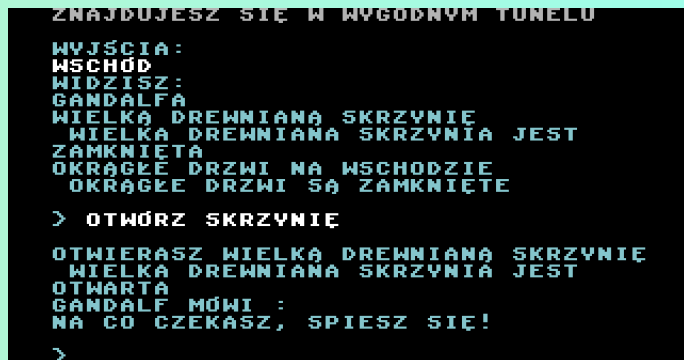 ZNAJDUJESZ SIĘ W WYGODNYM TUNELU
WYJŚCIA:
WSCHÓD
WIDZISZ:
GANDALFA
WIELKĄ DREWNIANĄ SKRZYNIĘ
WIELKA DREWNIANA SKRZYNIA JEST
ZAMKNIĘTA
OKRĄGŁE DRZWI NA WSCHODZIE
OKRĄGŁE DRZWI SĄ ZAMKNIĘTE
> OTWÓRZ SKRZYNIĘ
OTWIERASZ WIELKĄ DREWNIANĄ SKRZYNIĘ
WIELKA DREWNIANA SKRZYNIA JEST
OTWARTA
GANDALF MÓWI :
NA CO CZEKASZ, SPIESZ SIĘ!
>